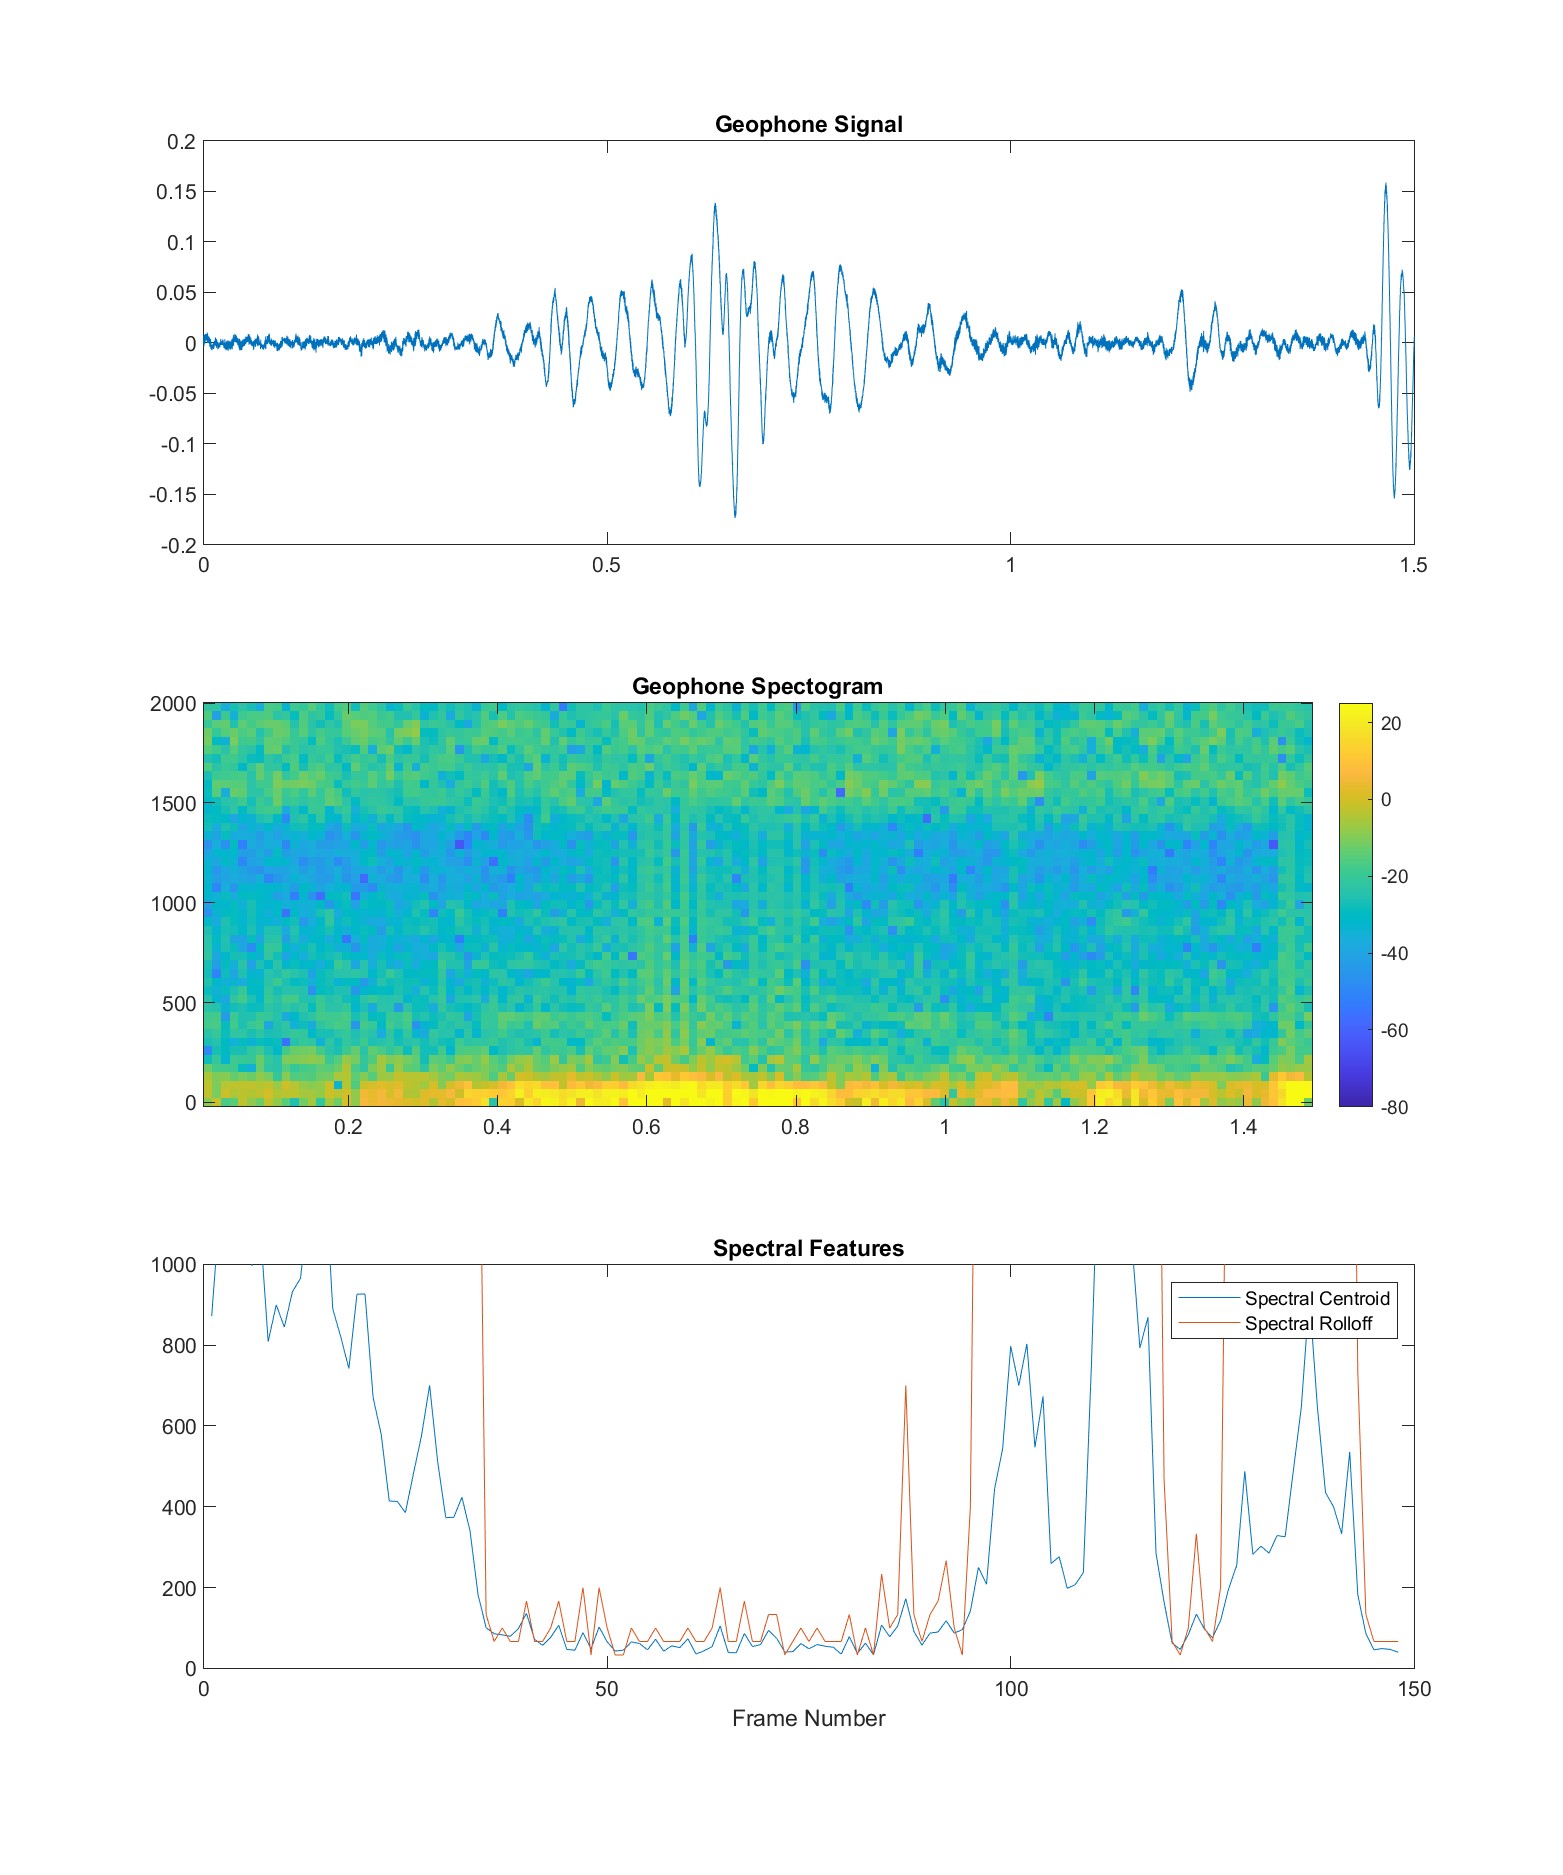 Geophone Signal
0.2
0.15
0.1
0.05
0
-0.05
-0.1
-0.15
-0.2
0 0.5 1 1.5
Geophone Spectogram
2000
1500
1000
500
0
0.2 0.4 0.6 0.8 1 1.2 1.4
20
0
-20
-40
-60
-80
Spectral Features
1000
800
600
400
200
0
Spectral Centroid
Spectral Rolloff
0 50 100 150
Frame Number